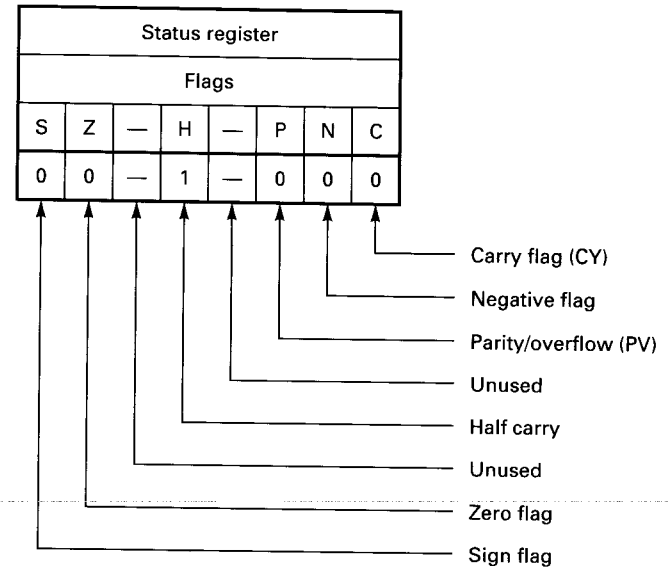 Status register
Flags
S Z — H — P N C
0 0 — 1 — 0 0 0
Carry flag (CY)
Negative flag
Parity/overflow (PV)
Unused
Half carry
Unused
Zero flag
Sign flag